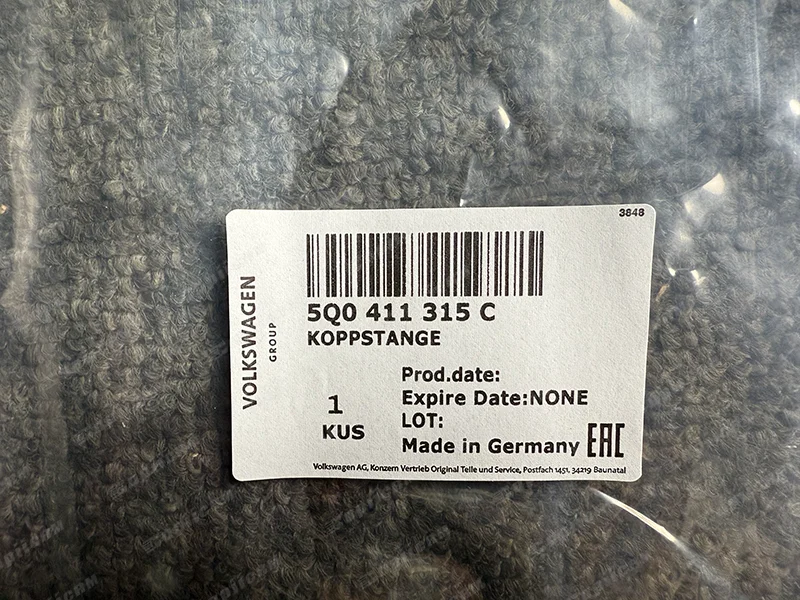 3848
VOLKSWAGEN
GROUP
5Q0 411 315 C
KOPPSTANGE
Prod.date:
Expire Date:NONE
1
KUS
LOT:
Made in Germany EAC
Volkswagen AG, Konzern Vertrieb Original Teile und Service, Postfach 1451, 34219 Baunatal